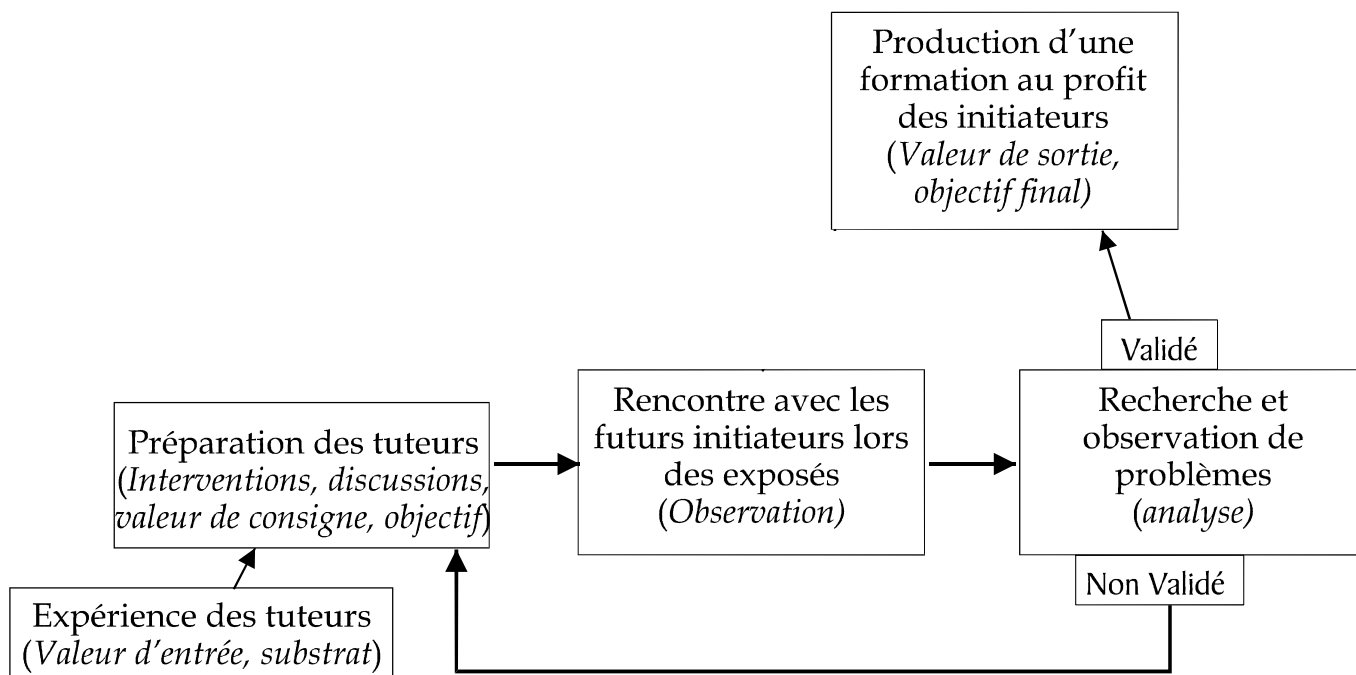 Production d’une
formation au profit
des initiateurs
(Valeur de sortie,
objectif final)
Validé
Préparation des tuteurs
(Interventions, discussions,
valeur de consigne, objectif)
Rencontre avec les
futurs initiateurs lors
des exposés
(Observation)
Recherche et
observation de
problèmes
(analyse)
Non Validé
Expérience des tuteurs
(Valeur d’entrée, substrat)